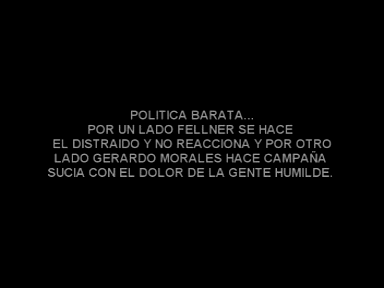 POLITICA BARATA...
POR UN LADO FELLNER SE HACE
EL DISTRAIDO Y NO REACCIONA Y POR OTRO
LADO GERARDO MORALES HACE CAMPAÑA
SUCIA CON EL DOLOR DE LA GENTE HUMILDE.